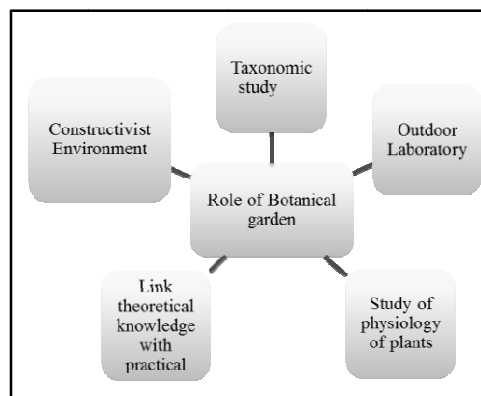 Taxonomic
study
Constructivist
Environment
Outdoor
Laboratory
Role of Botanical
garden
Link
theoretical
knowledge
with
practical
Study of
physiology
of plants